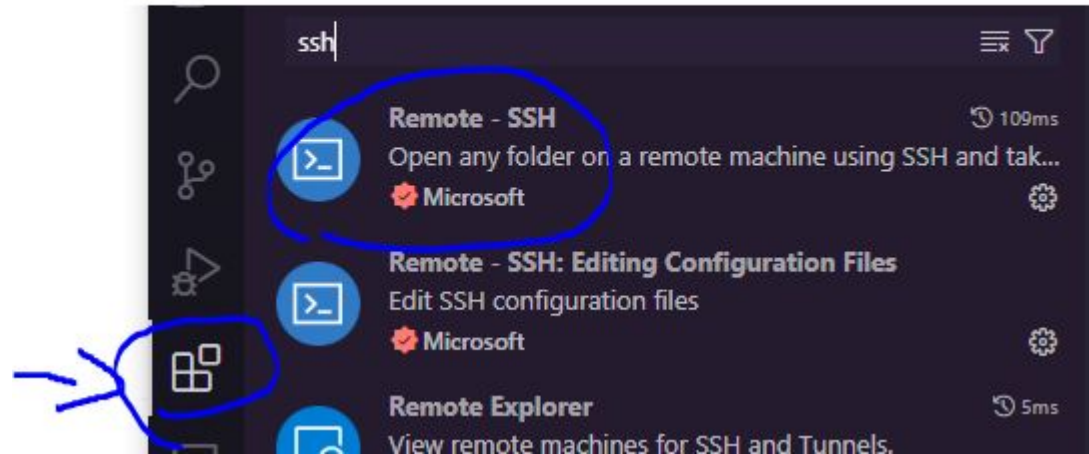 ssh
Remote - SSH
109ms
Open any folder on a remote machine using SSH and tak...
Microsoft
Remote - SSH: Editing Configuration Files
Edit SSH configuration files
Microsoft
Remote Explorer
5ms
View remote machines for SSH and Tunnels.